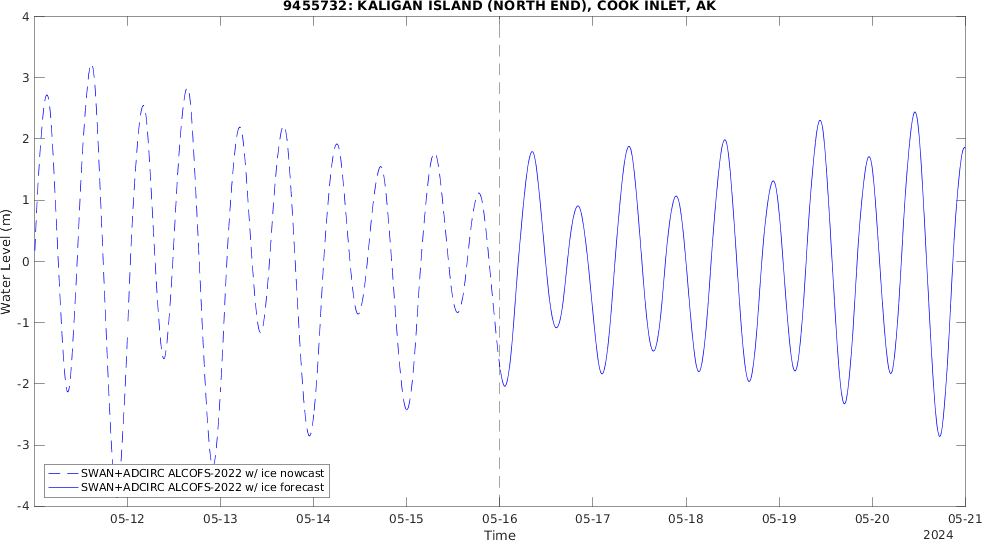 9455732: KALIGAN ISLAND (NORTH END), COOK INLET, AK
4
3
2
1
0
-1
-2
-3
-4
Water Level (m)
SWAN+ADCIRC ALCOFS-2022 w/ ice nowcast
SWAN+ADCIRC ALCOFS-2022 w/ ice forecast
05-12 05-13 05-14 05-15 05-16 05-17 05-18 05-19 05-20 05-21
Time
2024